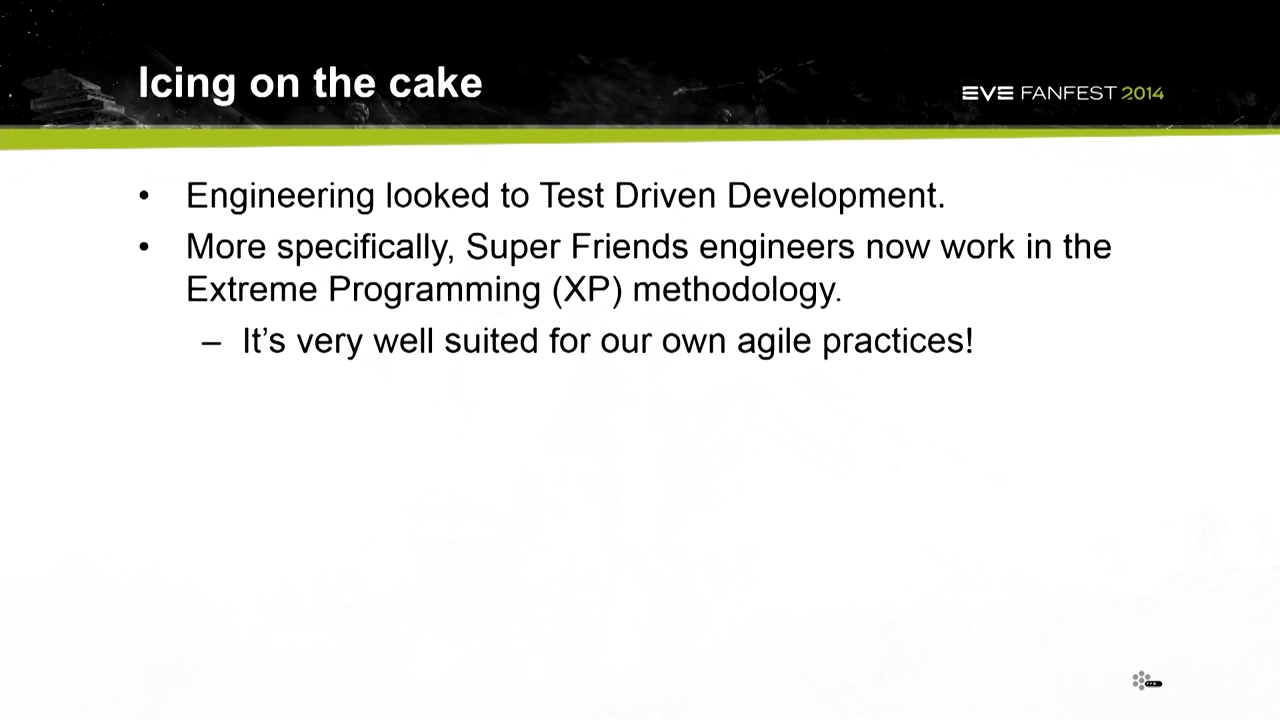 Icing on the cake
EVE FANFEST 2014
• Engineering looked to Test Driven Development.
• More specifically, Super Friends engineers now work in the
Extreme Programming (XP) methodology.
– It’s very well suited for our own agile practices!